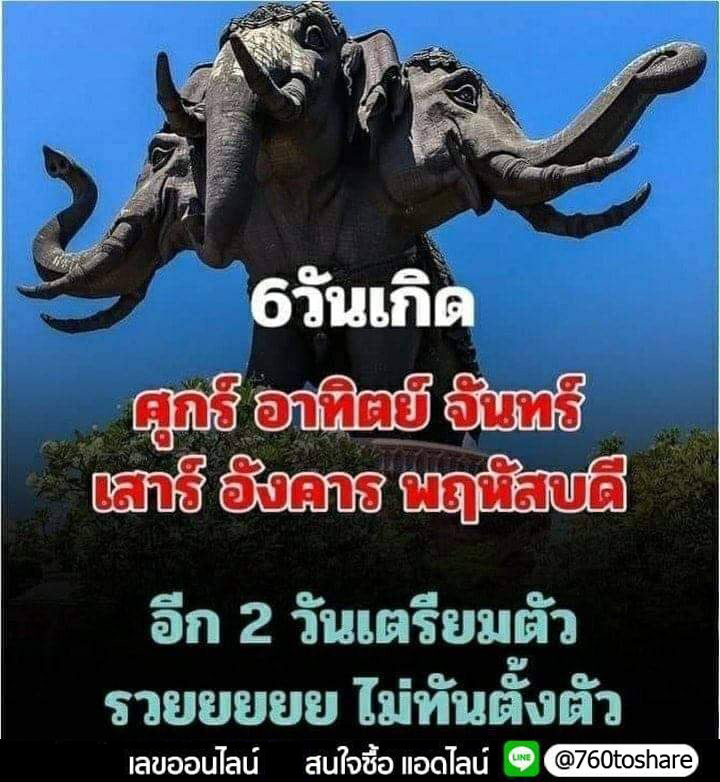 6วันเกิด
ศุกร์ อาทิตย์ จันทร์
เสาร์ อังคาร พฤหัสบดี
อีก 2 วันเตรียมตัว
รวยยยยย ไม่ทันตั้งตัว
เลขออนไลน์ สนใจซื้อ แอดไลน์ LINE @760toshare